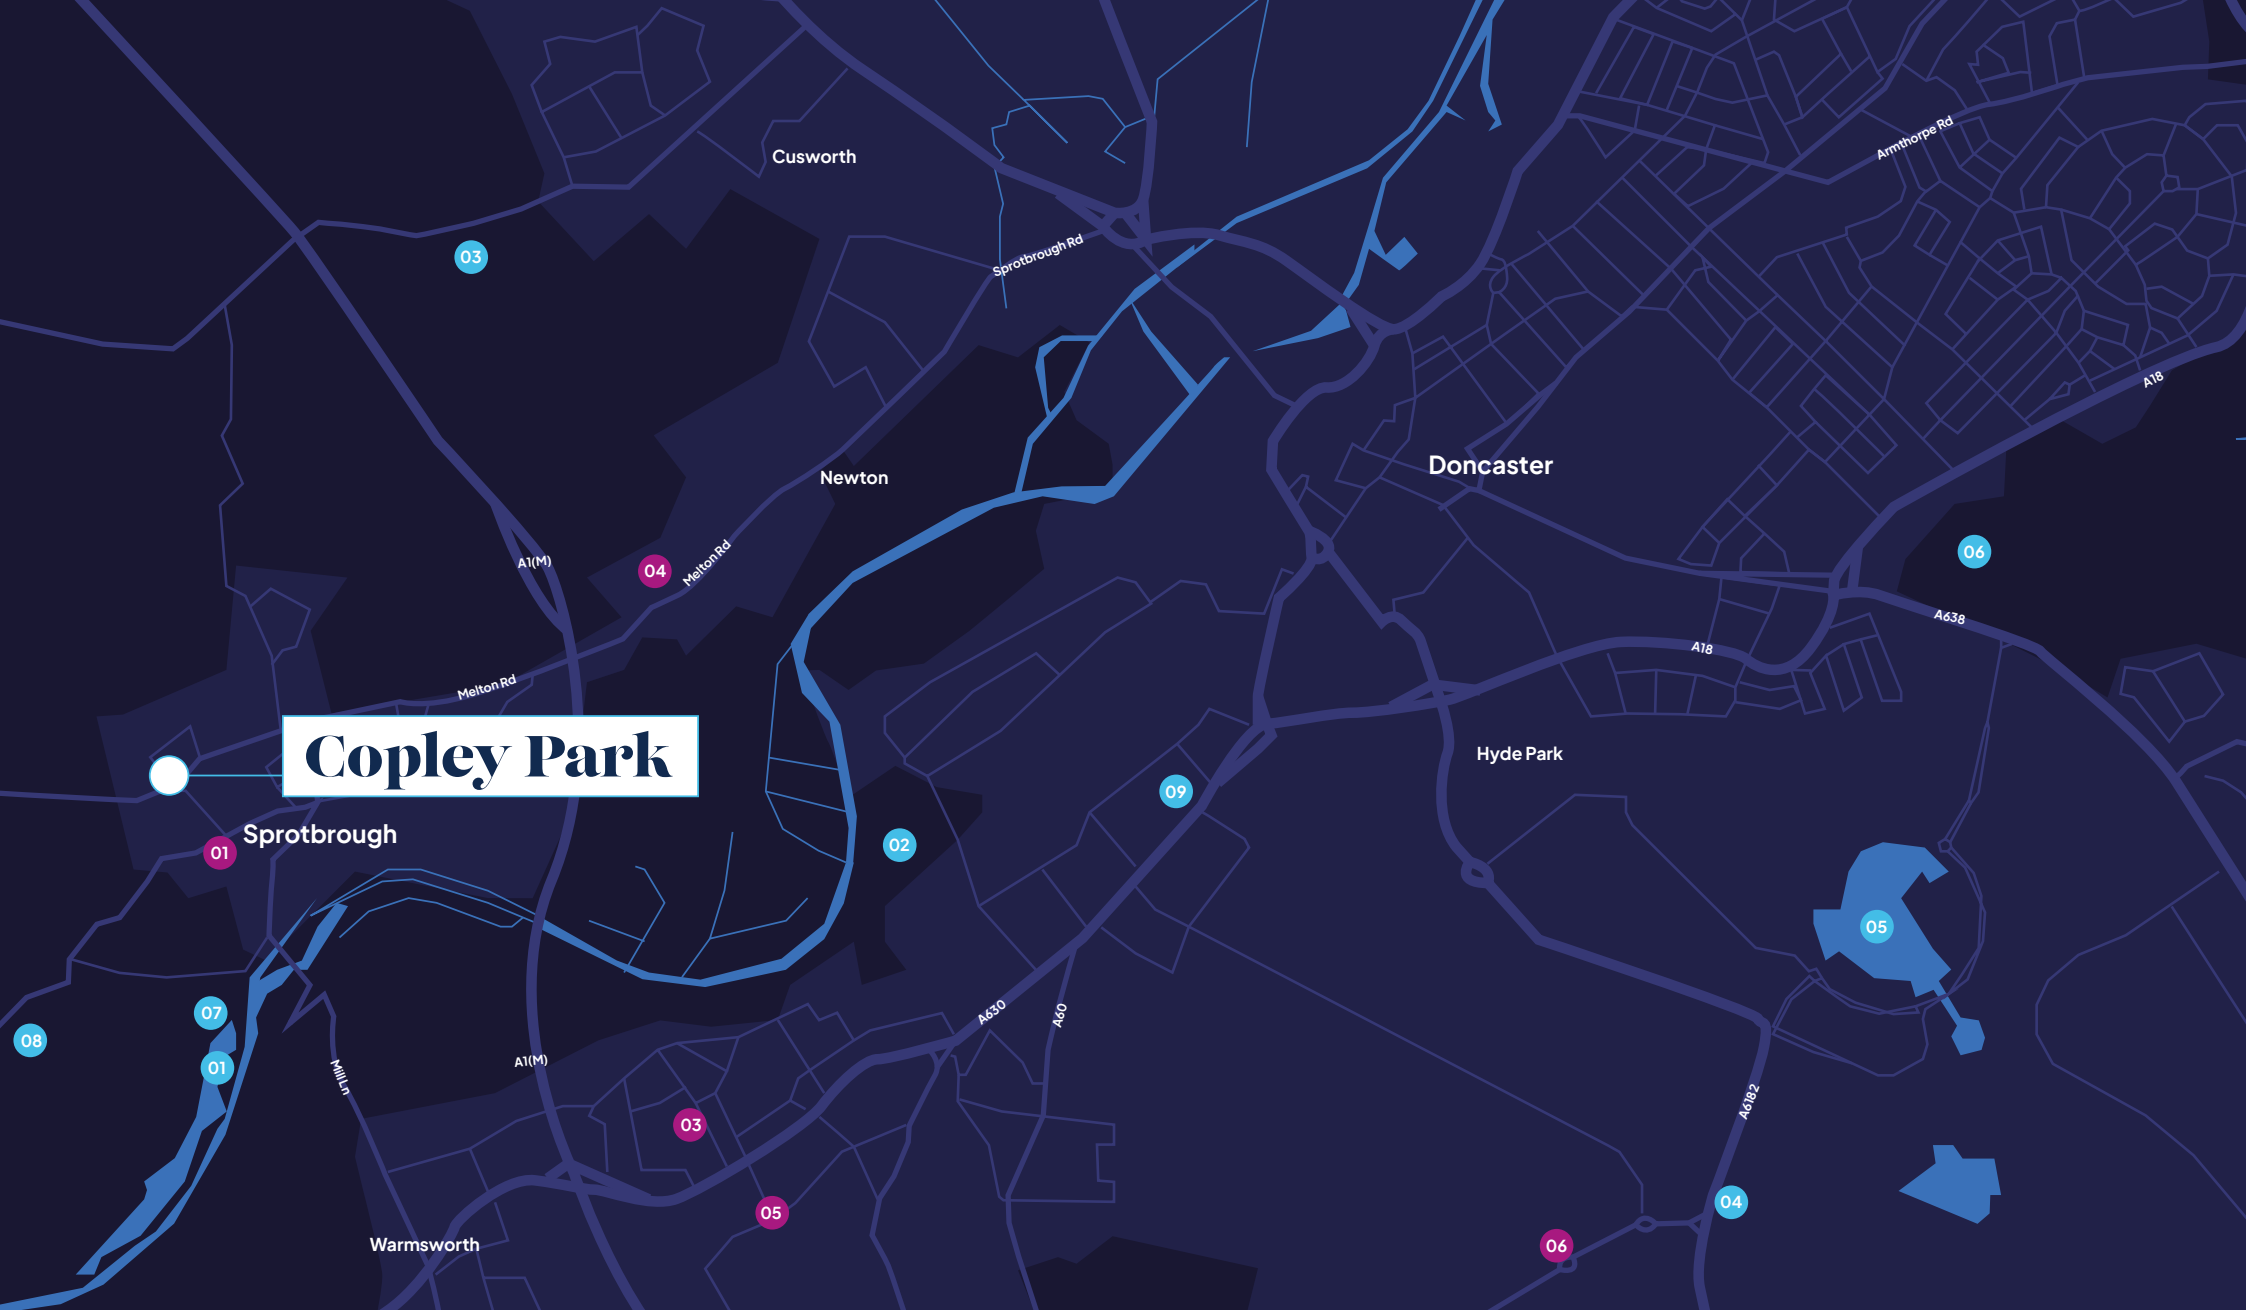 Cusworth
Armthorpe Rd
03
Sprotbrough Rd
A18
Doncaster
Newton
A1(M)
04
Melton Rd
06
A638
A18
Melton Rd
Copley Park
Hyde Park
09
Sprotbrough
01
02
05
07
08
A630
A60
01
A1(M)
Mill Ln
A6182
03
04
05
Warmsworth
06